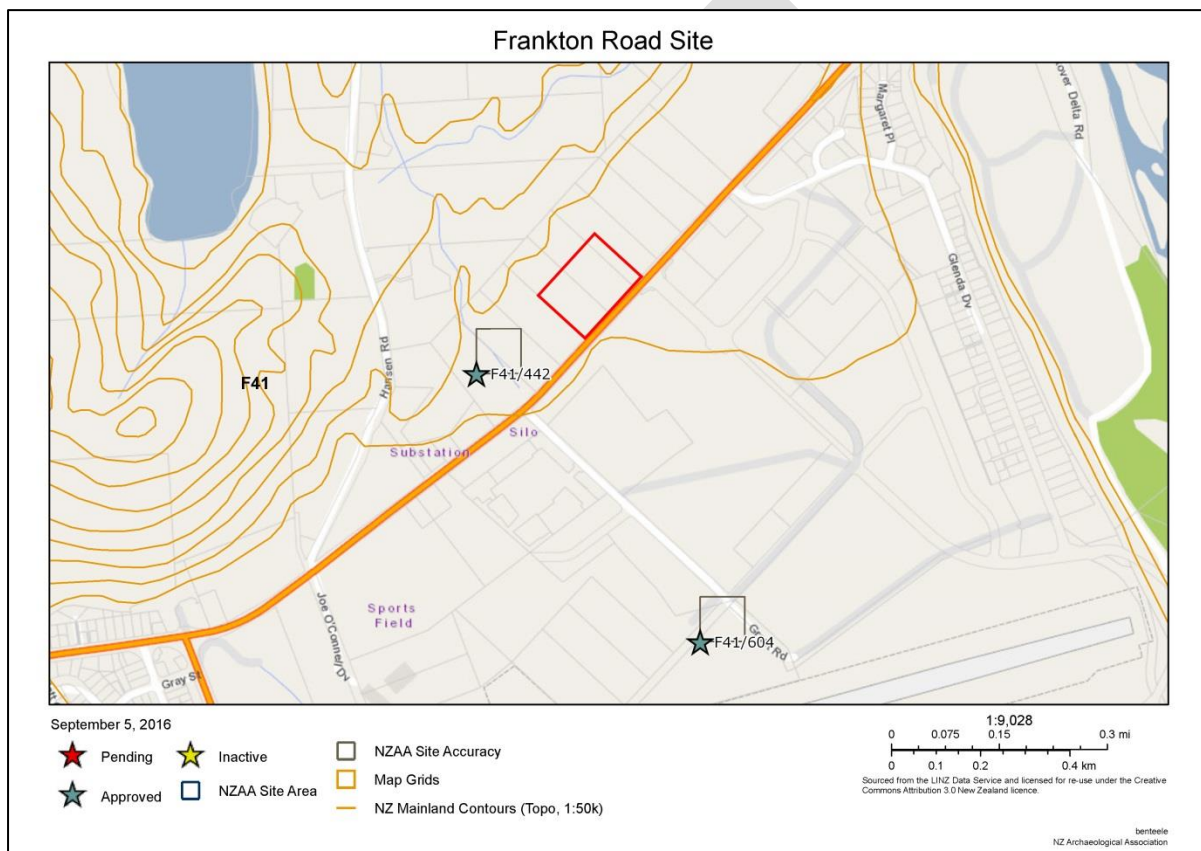 Frankton Road Site
Margaret Pl
Glenda Dv
Hansen Rd
F41
F41/442
Silo
Substation
Sports
Field
Joe O'Connell Dv
Gray St
F41/604
September 5, 2016
Pending
Inactive
NZAA Site Accuracy
Approved
NZAA Site Area
Map Grids
NZ Mainland Contours (Topo, 1:50k)
1:9,028
0 0.075 0.15 0.3 mi
0 0.1 0.2 0.4 km
Sourced from the LINZ Data Service and licensed for re-use under the Creative
Commons Attribution 3.0 New Zealand licence.
benteele
NZ Archaeological Association
Delta Rd
Rd